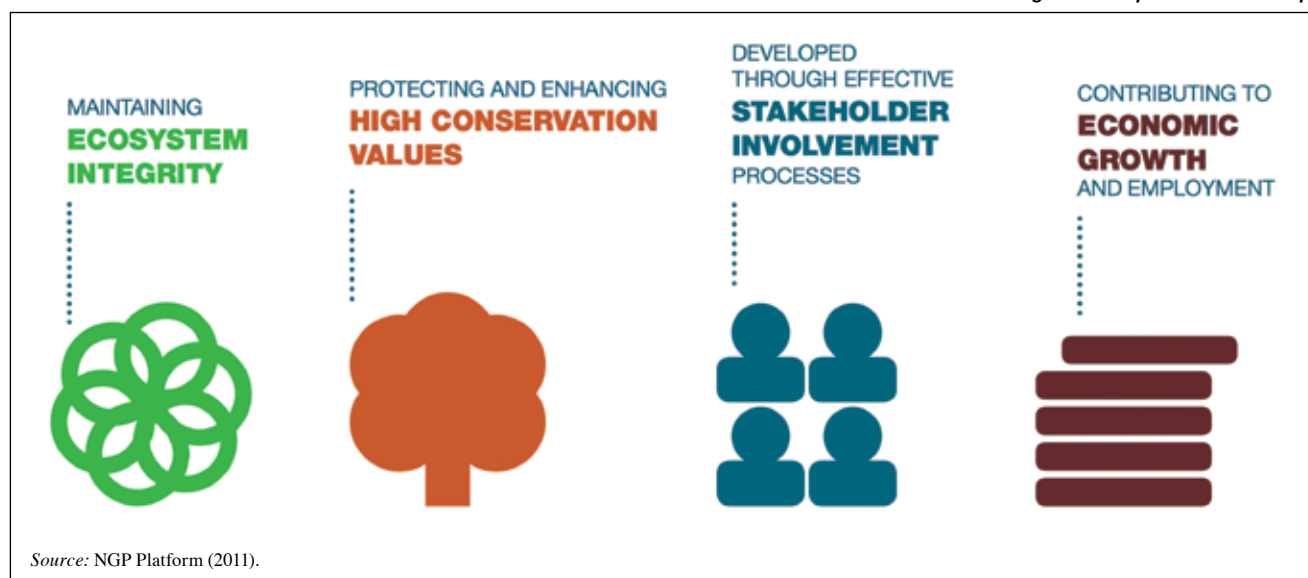 MAINTAINING
ECOSYSTEM
INTEGRITY
PROTECTING AND ENHANCING
HIGH CONSERVATION
VALUES
DEVELOPED
THROUGH EFFECTIVE
STAKEHOLDER
INVOLVEMENT
PROCESSES
CONTRIBUTING TO
ECONOMIC
GROWTH
AND EMPLOYMENT
Source: NGP Platform (2011).